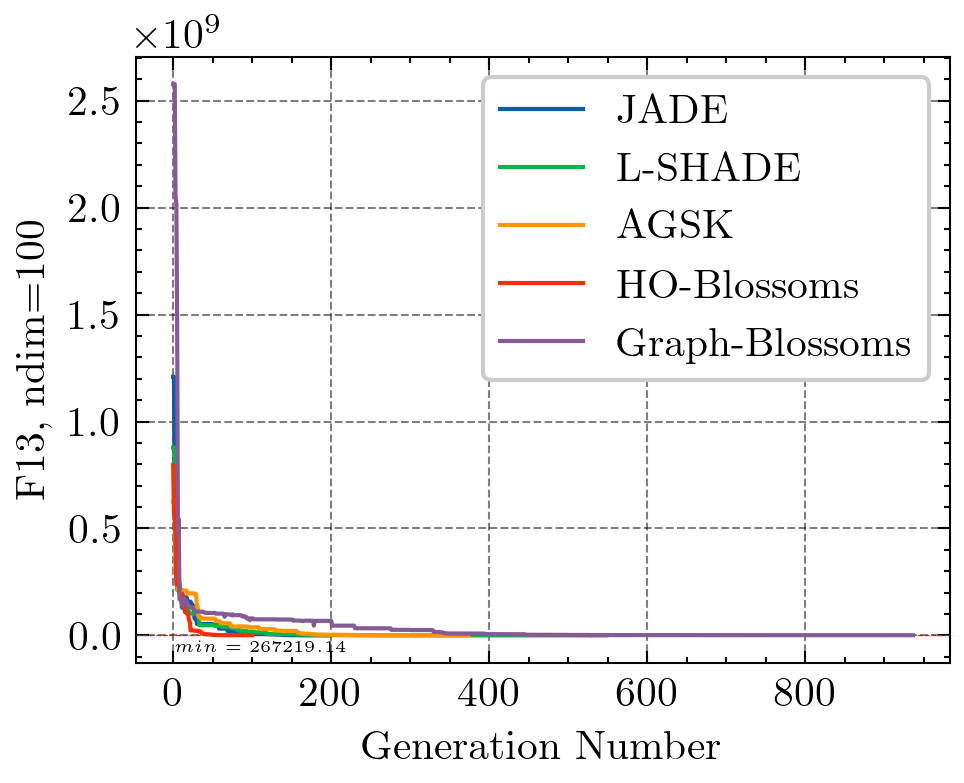 ×10⁹
2.5
2.0
1.5
1.0
0.5
0.0
F13, ndim=100
JADE
L-SHADE
AGSK
HO-Blossoms
Graph-Blossoms
min = 267219.14
0 200 400 600 800
Generation Number